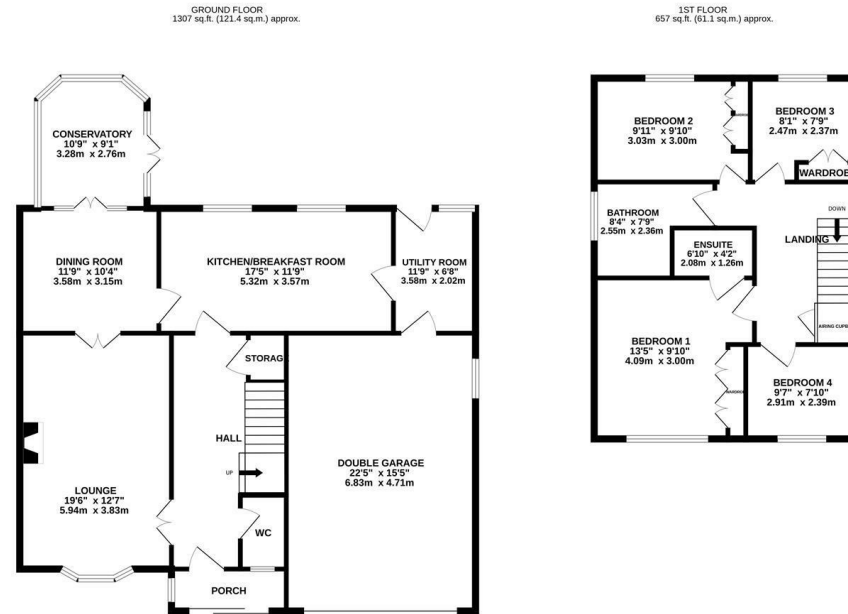 GROUND FLOOR
1307 sq.ft. (121.4 sq.m.) approx.
CONSERVATORY
10'9" x 9'1"
3.28m x 2.76m
DINING ROOM
11'9" x 10'4"
3.58m x 3.15m
KITCHEN/BREAKFAST ROOM
17'5" x 11'9"
5.32m x 3.57m
UTILITY ROOM
11'9" x 6'8"
3.58m x 2.02m
STORAG
HALL
UP
LOUNGE
19'6" x 12'7"
5.94m x 3.83m
DOUBLE GARAGE
22'5" x 15'5"
6.83m x 4.71m
WC
PORCH
1ST FLOOR
657 sq.ft. (61.1 sq.m.) approx.
BEDROOM 2
9'11" x 9'10"
3.03m x 3.00m
BEDROOM 3
8'1" x 7'9"
2.47m x 2.37m
WARDROB
BATHROOM
8'4" x 7'9"
2.55m x 2.36m
DOWN
LANDING
ENSUITE
6'10" x 4'2"
2.08m x 1.26m
AIRING CUPB
BEDROOM 1
13'5" x 9'10"
4.09m x 3.00m
BEDROOM 4
9'7" x 7'10"
2.91m x 2.39m